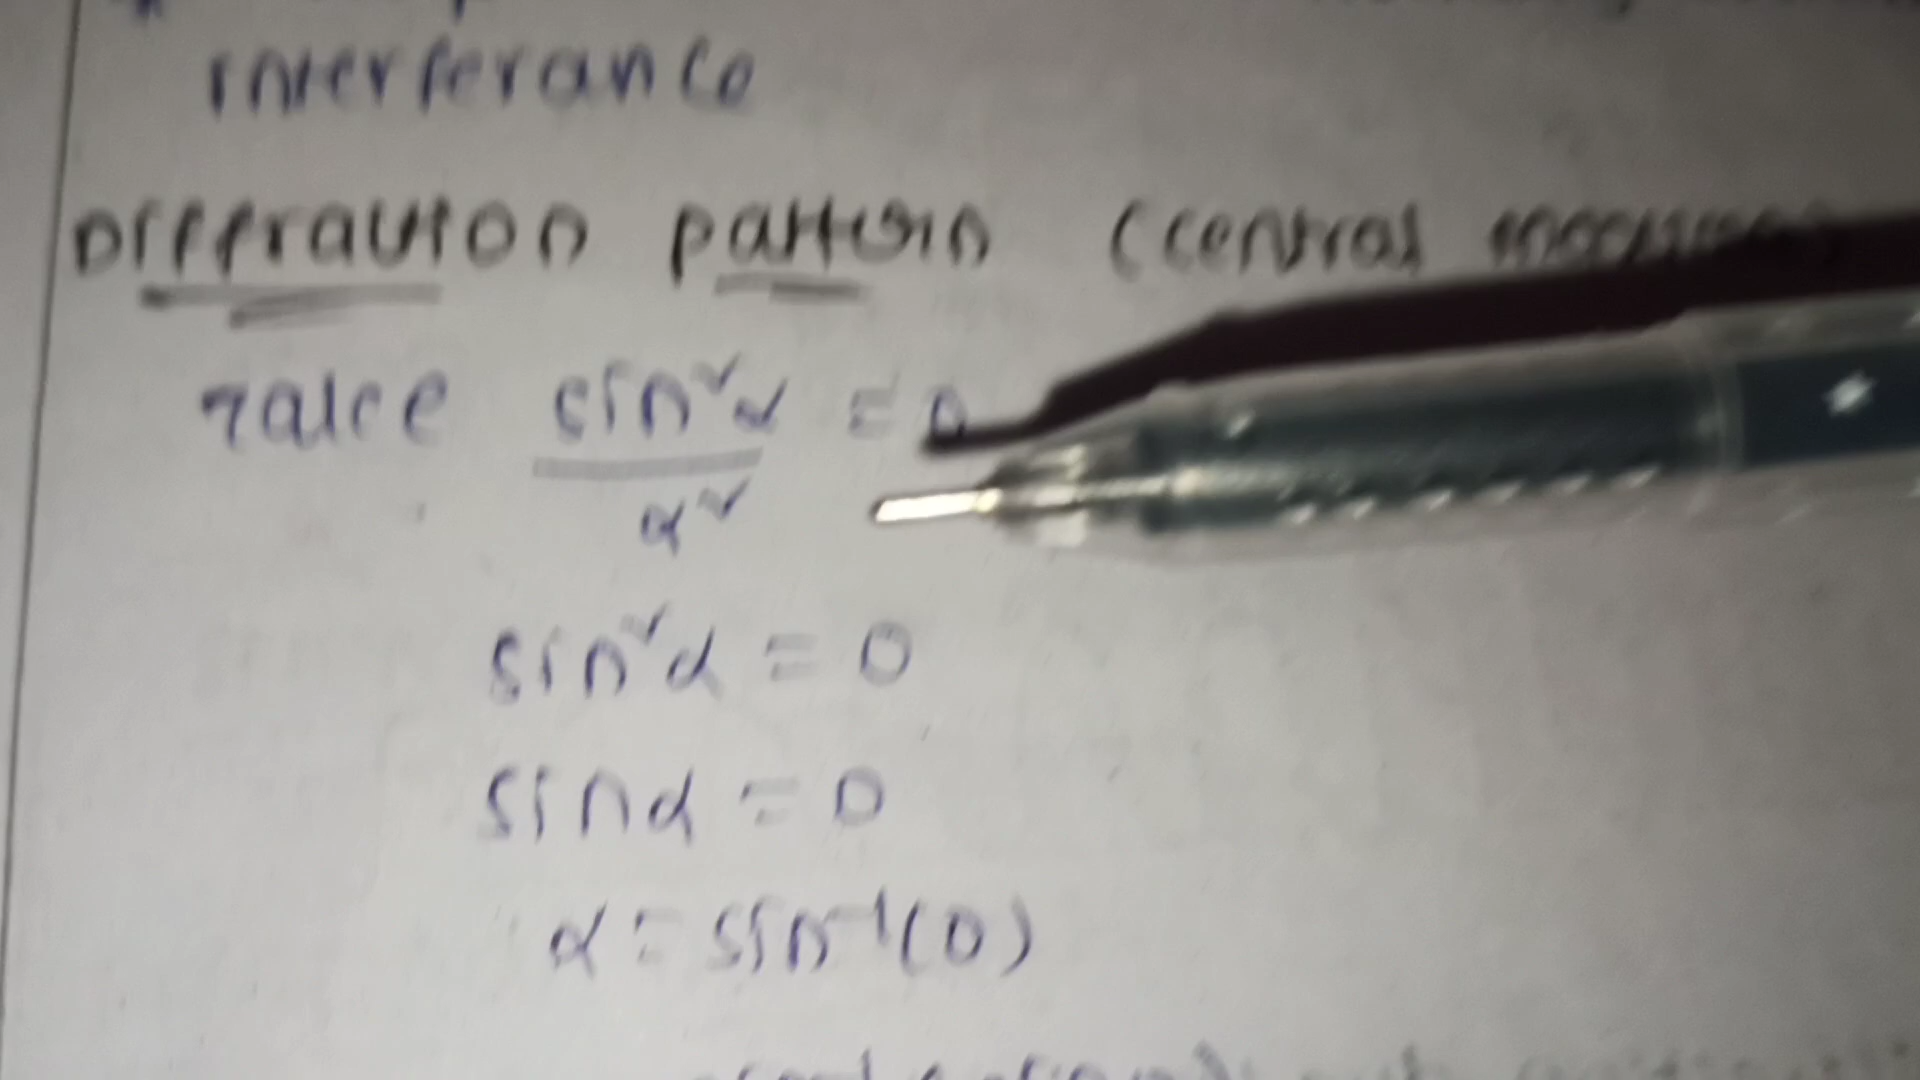 interferance
Diffraction pattern (central
Take sin²α/α² = 0
sin²α = 0
sinα = 0
α = sin⁻¹(0)